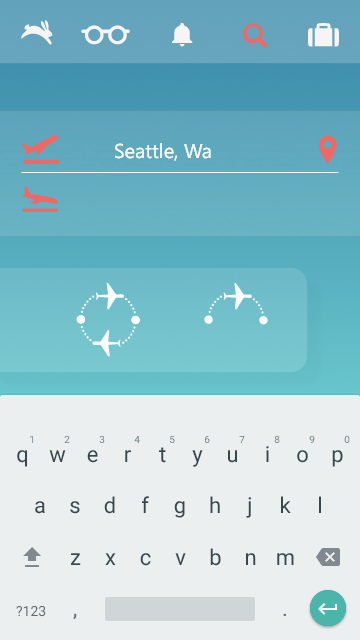 Seattle, Wa
1 2 3 4 5 6 7 8 9 0
q w e r t y u i o p
a s d f g h j k l
z x c v b n m
?123 , .